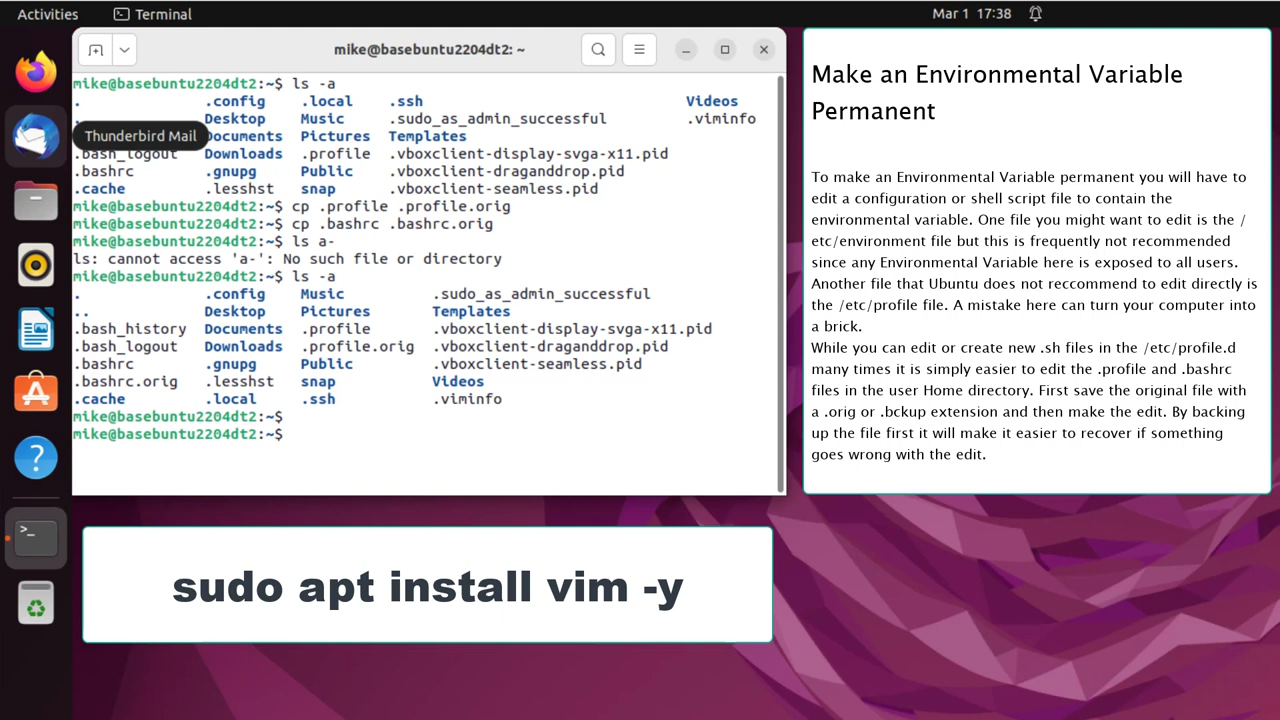 Activities Terminal Mar 1 17:38
mike@basebuntu2204dt2: ~
mike@basebuntu2204dt2:~$ ls -a
. .config .local .ssh Videos
Desktop Music .sudo_as_admin_successful .viminfo
Thunderbird Mail Documents Pictures Templates
.bash_logout Downloads .profile .vboxclient-display-svga-x11.pid
.bashrc .gnupg Public .vboxclient-draganddrop.pid
.cache .lesshst snap .vboxclient-seamless.pid
mike@basebuntu2204dt2:~$ cp .profile .profile.orig
mike@basebuntu2204dt2:~$ cp .bashrc .bashrc.orig
mike@basebuntu2204dt2:~$ ls a-
ls: cannot access 'a-': No such file or directory
mike@basebuntu2204dt2:~$ ls -a
. .config Music .sudo_as_admin_successful
.. Desktop Pictures Templates
.bash_history Documents .profile .vboxclient-display-svga-x11.pid
.bash_logout Downloads .profile.orig .vboxclient-draganddrop.pid
.bashrc .gnupg Public .vboxclient-seamless.pid
.bashrc.orig .lesshst snap Videos
.cache .local .ssh .viminfo
mike@basebuntu2204dt2:~$
mike@basebuntu2204dt2:~$
Make an Environmental Variable
Permanent
To make an Environmental Variable permanent you will have to
edit a configuration or shell script file to contain the
environmental variable. One file you might want to edit is the /
etc/environment file but this is frequently not recommended
since any Environmental Variable here is exposed to all users.
Another file that Ubuntu does not reccommend to edit directly is
the /etc/profile file. A mistake here can turn your computer into
a brick.
While you can edit or create new .sh files in the /etc/profile.d
many times it is simply easier to edit the .profile and .bashrc
files in the user Home directory. First save the original file with
a .orig or .bckup extension and then make the edit. By backing
up the file first it will make it easier to recover if something
goes wrong with the edit.
sudo apt install vim -y